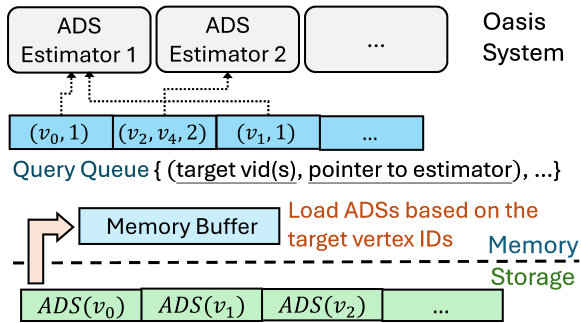 ADS
Estimator 1
ADS
Estimator 2
...
Oasis
System
(v₀, 1)
(v₂, v₄, 2)
(v₁, 1)
...
Query Queue { (target vid(s), pointer to estimator), ...}
Memory Buffer
Load ADSs based on the
target vertex IDs
Memory
Storage
ADS(v₀)
ADS(v₁)
ADS(v₂)
...